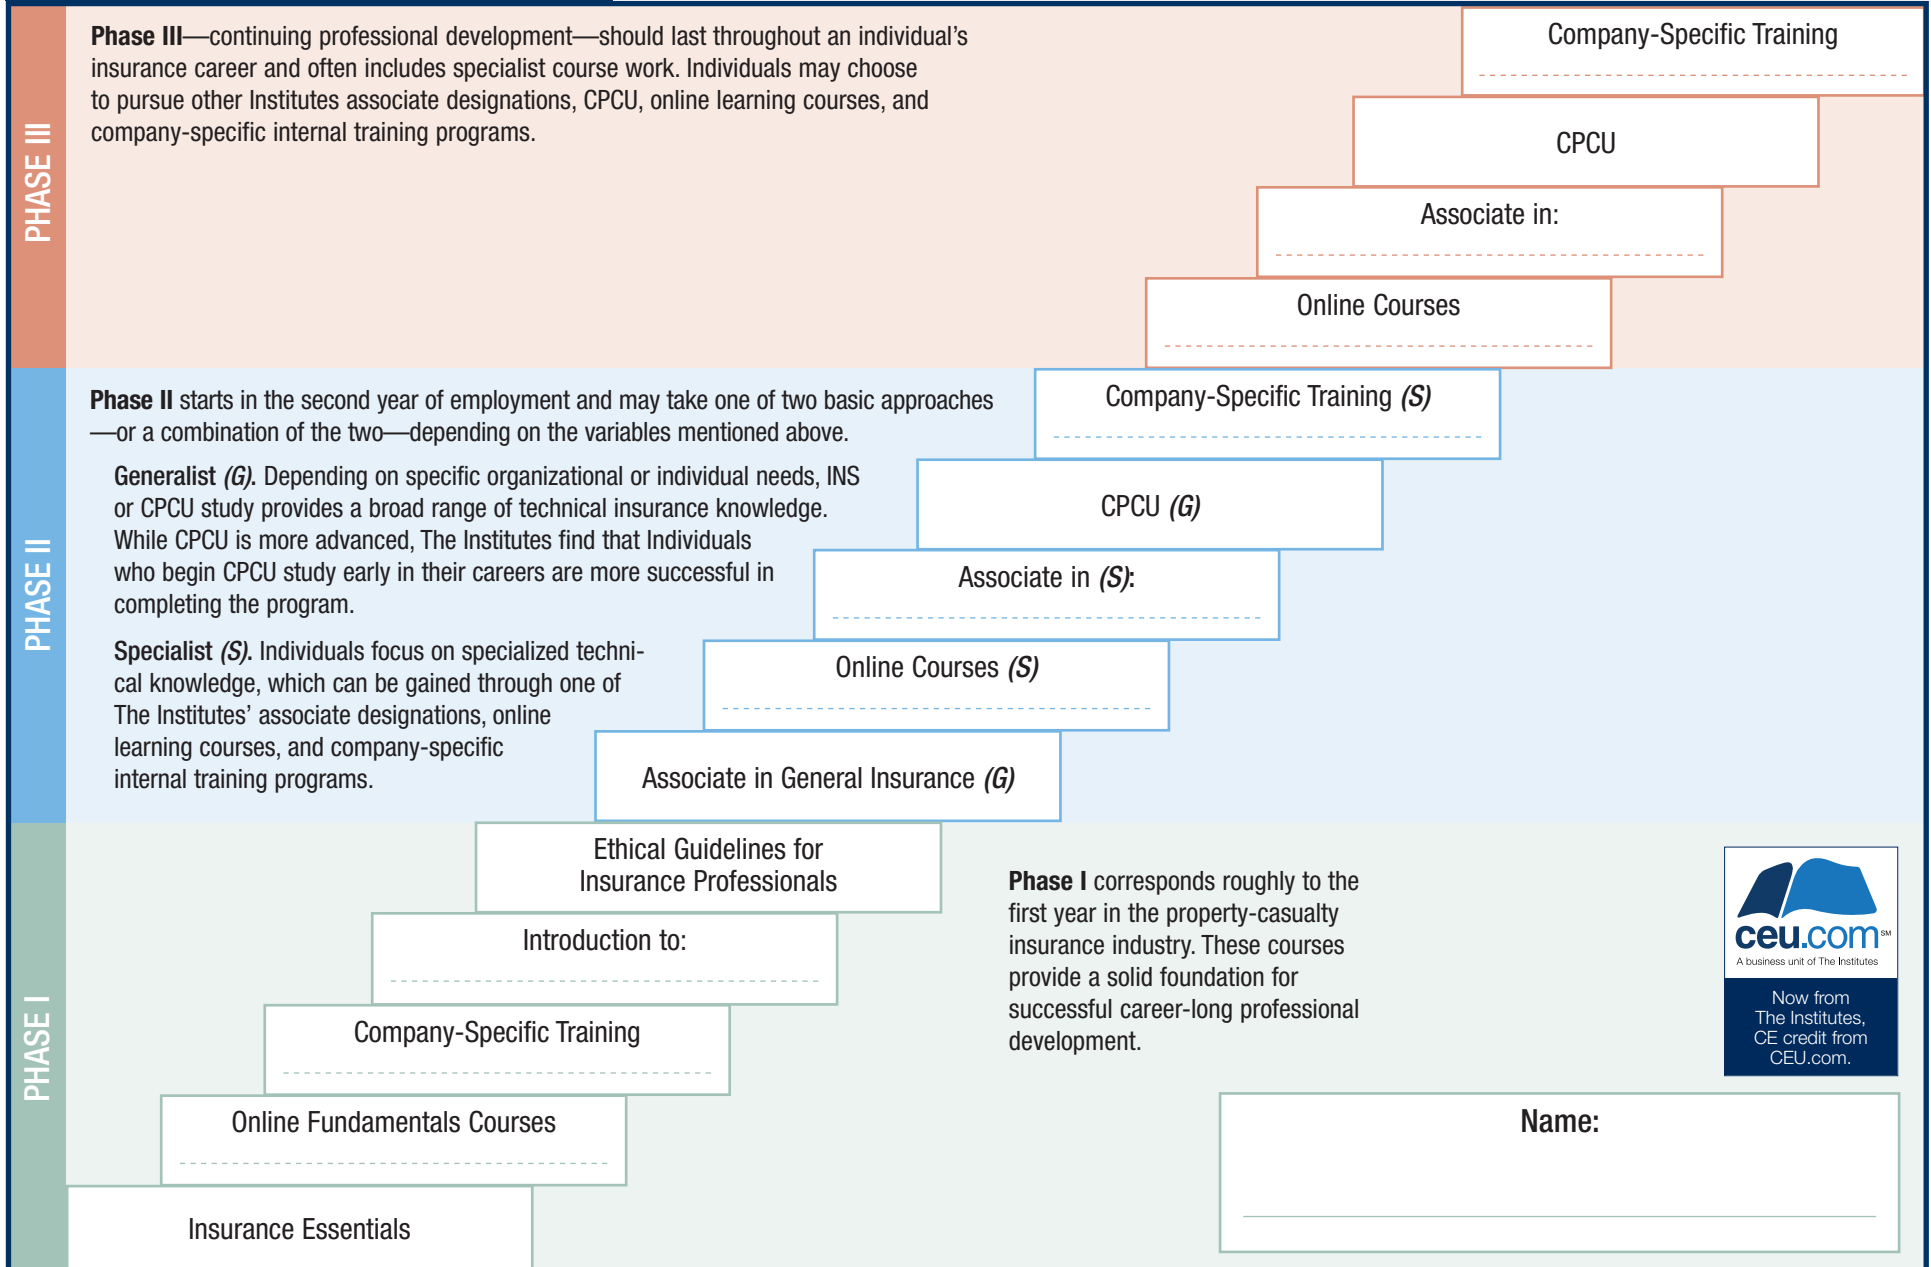 Phase III—continuing professional development—should last throughout an individual’s
insurance career and often includes specialist course work. Individuals may choose
to pursue other Institutes associate designations, CPCU, online learning courses, and
company-specific internal training programs.
PHASE III
Company-Specific Training
CPCU
Associate in:
Online Courses
Phase II starts in the second year of employment and may take one of two basic approaches
—or a combination of the two—depending on the variables mentioned above.
Generalist (G). Depending on specific organizational or individual needs, INS
or CPCU study provides a broad range of technical insurance knowledge.
While CPCU is more advanced, The Institutes find that Individuals
who begin CPCU study early in their careers are more successful in
completing the program.
Specialist (S). Individuals focus on specialized techni-
cal knowledge, which can be gained through one of
The Institutes’ associate designations, online
learning courses, and company-specific
internal training programs.
PHASE II
Company-Specific Training (S)
CPCU (G)
Associate in (S):
Online Courses (S)
Associate in General Insurance (G)
PHASE I
Ethical Guidelines for
Insurance Professionals
Introduction to:
Company-Specific Training
Online Fundamentals Courses
Insurance Essentials
Phase I corresponds roughly to the
first year in the property-casualty
insurance industry. These courses
provide a solid foundation for
successful career-long professional
development.
ceu.com SM
A business unit of The Institutes
Now from
The Institutes,
CE credit from
CEU.com.
Name: